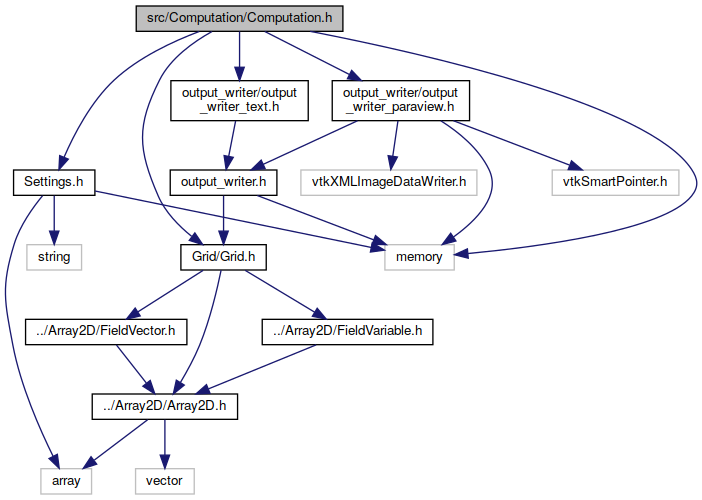 src/Computation/Computation.h
output_writer/output
_writer_text.h
output_writer/output
_writer_paraview.h
Settings.h
output_writer.h
vtkXMLImageDataWriter.h
vtkSmartPointer.h
string
Grid/Grid.h
memory
../Array2D/FieldVector.h
../Array2D/FieldVariable.h
../Array2D/Array2D.h
array
vector